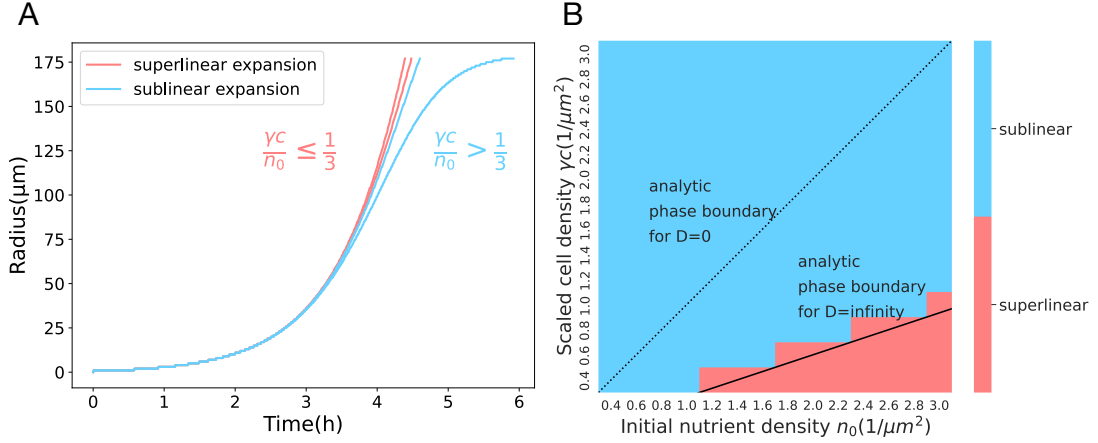 A
superlinear expansion
sublinear expansion
γc/n₀ ≤ 1/3
γc/n₀ > 1/3
175
150
125
100
75
50
25
0
Radius(μm)
0 1 2 3 4 5 6
Time(h)
B
Scaled cell density γc(1/μm²)
3.0
2.8
2.6
2.4
2.2
2.0
1.8
1.6
1.4
1.2
1.0
0.8
0.6
0.4
analytic
phase boundary
for D=0
analytic
phase boundary
for D=infinity
0.4 0.6 0.8 1.0 1.2 1.4 1.6 1.8 2.0 2.2 2.4 2.6 2.8 3.0
Initial nutrient density n₀(1/μm²)
sublinear
superlinear